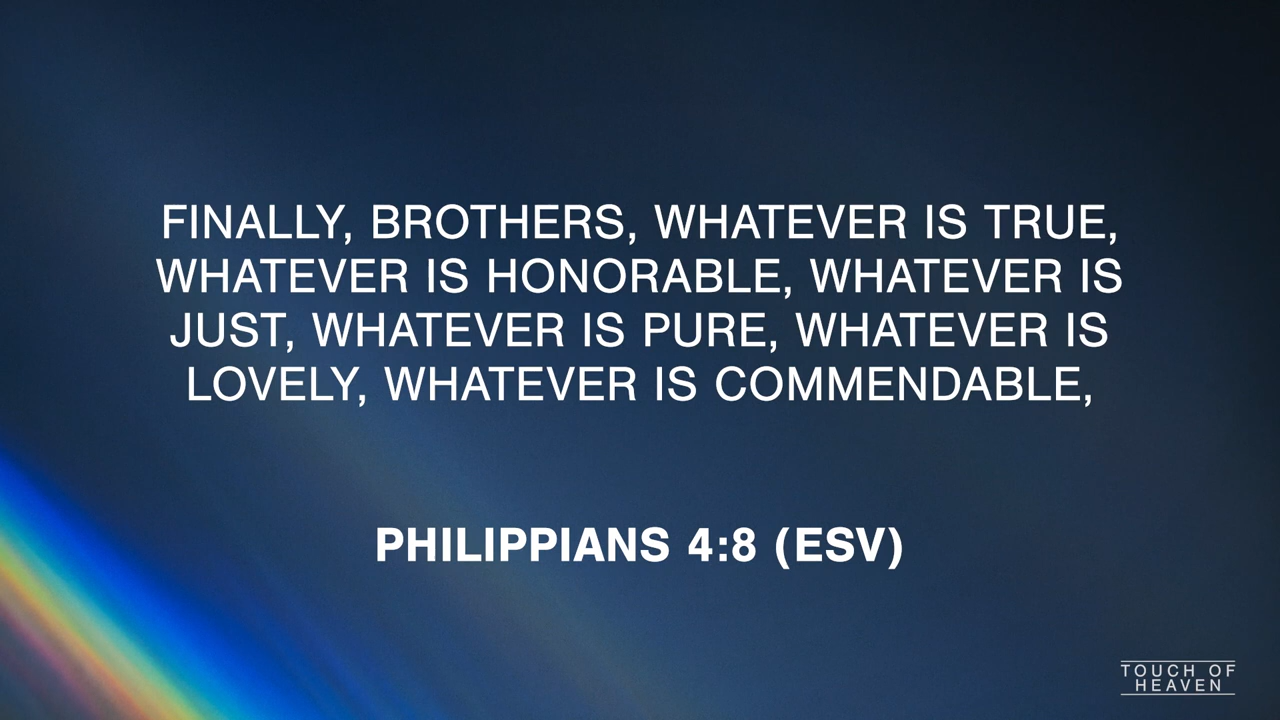 FINALLY, BROTHERS, WHATEVER IS TRUE,
WHATEVER IS HONORABLE, WHATEVER IS
JUST, WHATEVER IS PURE, WHATEVER IS
LOVELY, WHATEVER IS COMMENDABLE,
PHILIPPIANS 4:8 (ESV)
TOUCH OF
HEAVEN